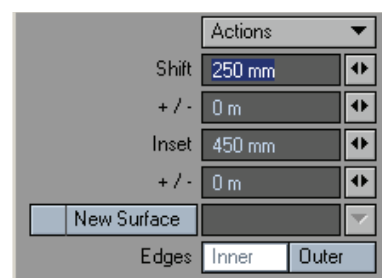 Actions
Shift 250 mm
+ / - 0 m
Inset 450 mm
+ / - 0 m
New Surface
Edges Inner Outer